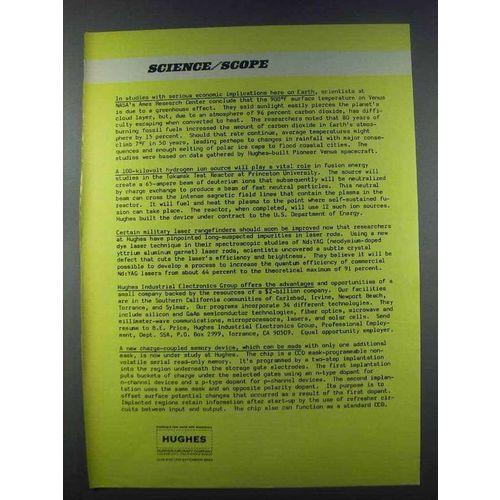 SCIENCE/SCOPE
In studies with serious economic implications here on Earth, scientists at
NASA's Ames Research Center conclude that the 900°F surface temperature on Venus
is due to a greenhouse effect. They said sunlight easily pierces the planet's
cloud layer, but, due to an atmosphere of 96 percent carbon dioxide, has diffi-
culty escaping when converted to heat. The researchers noted that 80 years of
burning fossil fuels increased the amount of carbon dioxide in Earth's atmos-
phere by 15 percent. Should that rate continue, average temperatures might
climb 7°F in 50 years, leading perhaps to changes in rainfall with major conse-
quences and enough melting of polar ice caps to flood coastal cities. The
studies were based on data gathered by Hughes-built Pioneer Venus spacecraft.
A 100-kilovolt hydrogen ion source will play a vital role in fusion energy
studies in the Tokamak Test Reactor at Princeton University. The source will
create a 65-ampere beam of deuterium ions that subsequently will be neutralized
by charge exchange to produce a beam of fast neutral particles. This neutral
beam can cross the intense magnetic field lines that contain the plasma in the
reactor. It will fuel and heat the plasma to the point where self-sustained fu-
sion can take place. The reactor, when completed, will use 12 such ion sources.
Hughes built the device under contract to the U.S. Department of Energy.
Certain military laser rangefinders should soon be improved now that researchers
at Hughes have pinpointed long-suspected impurities in laser rods. Using a new
dye laser technique in their spectroscopic studies of Nd:YAG (neodymium-doped
yttrium aluminum garnet) laser rods, scientists uncovered a subtle crystal
defect that cuts the laser's efficiency and brightness. They believe it will be
possible to develop a process to increase the quantum efficiency of commercial
Nd:YAG lasers from about 64 percent to the theoretical maximum of 91 percent.
Hughes Industrial Electronics Group offers the advantages and opportunities of a
small company backed by the resources of a $2-billion company. Our facilities
are in the Southern California communities of Carlsbad, Irvine, Newport Beach,
Torrance, and Sylmar. Our programs incorporate 34 different technologies. They
include silicon and GaAs semiconductor technologies, fiber optics, microwave and
millimeter-wave communications, microprocessors, lasers, and solar cells. Send
resume to B.E. Price, Hughes Industrial Electronics Group, Professional Employ-
ment, Dept. SSA, P.O. Box 2999, Torrance, CA 90509. Equal opportunity employer.
A new charge-coupled memory device, which can be made with only one additional
mask, is now under study at Hughes. The chip is a CCD mask-programmable non-
volatile serial read-only memory. It's programmed by a two-step implantation
into the region underneath the storage gate electrodes. The first implantation
puts buckets of charge under the selected gates using an n-type dopant for
n-channel devices and a p-type dopant for p-channel devices. The second implan-
tation uses the same mask and an opposite polarity dopant. Its purpose is to
offset surface potential changes that occurred as a result of the first dopant.
Implanted regions retain information after start-up by the use of refresher cir-
cuits between input and output. The chip also can function as a standard CCD.
HUGHES
HUGHES AIRCRAFT COMPANY